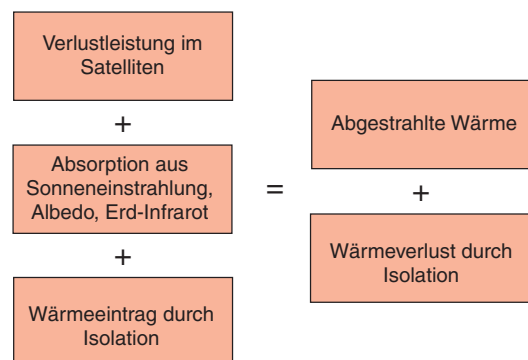 Verlustleistung im
Satelliten
+
Absorption aus
Sonneneinstrahlung,
Albedo, Erd-Infrarot
+
Wärmeeintrag durch
Isolation
=
Abgestrahlte Wärme
+
Wärmeverlust durch
Isolation